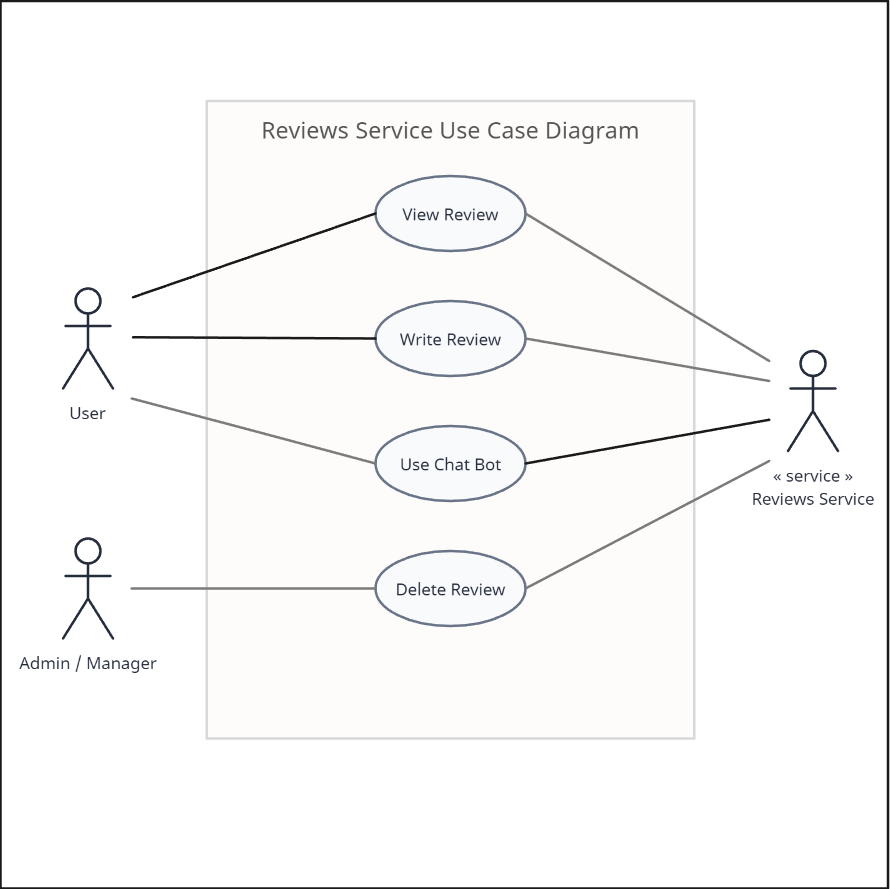 Reviews Service Use Case Diagram
View Review
Write Review
User
Use Chat Bot
« service »
Reviews Service
Delete Review
Admin / Manager